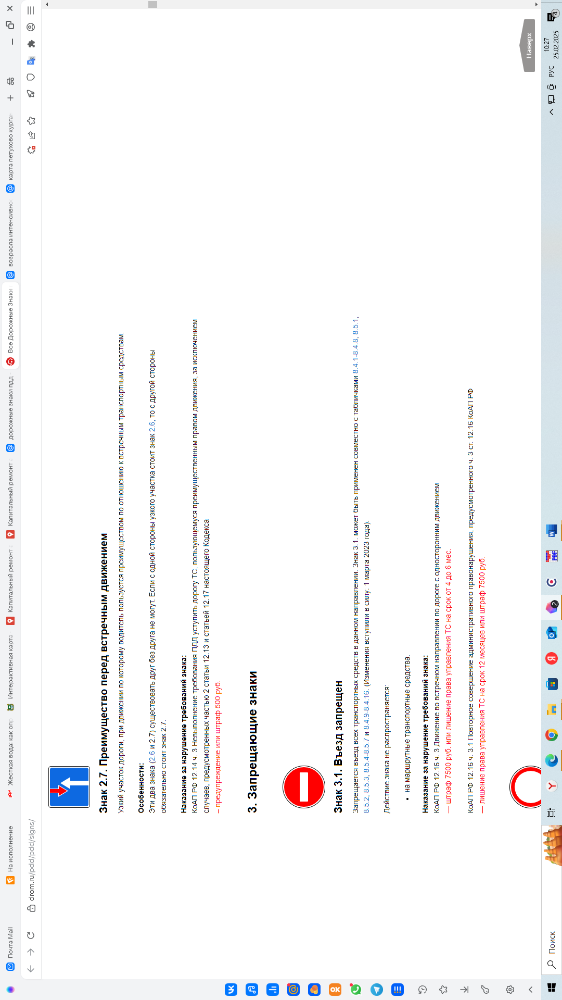 Почта Mail
На исполнение
Жесткая вода: как опр
Интерактивная карта
Капитальный ремонт а
Капитальный ремонт а
дорожные знаки пдд -
Все Дорожные Знаки
возрасла интенсивнос
карта петухово курган
drom.ru/pdd/pdd/signs/
Знак 2.7. Преимущество перед встречным движением
Узкий участок дороги, при движении по которому водитель пользуется преимуществом по отношению к встречным транспортным средствам.
Особенности:
Эти два знака (2.6 и 2.7) существовать друг без друга не могут. Если с одной стороны узкого участка стоит знак 2.6, то с другой стороны
обязательно стоит знак 2.7.
Наказание за нарушение требований знака:
КоАП РФ 12.14 ч. 3 Невыполнение требования ПДД уступить дорогу ТС, пользующемуся преимущественным правом движения, за исключением
случаев, предусмотренных частью 2 статьи 12.13 и статьей 12.17 настоящего Кодекса
– предупреждение или штраф 500 руб.
3. Запрещающие знаки
Знак 3.1. Въезд запрещен
Запрещается въезд всех транспортных средств в данном направлении. Знак 3.1. может быть применен совместно с табличками 8.4.1-8.4.8, 8.5.1,
8.5.2, 8.5.3, 8.5.4-8.5.7 и 8.4.9-8.4.16. (Изменения вступили в силу: 1 марта 2023 года).
Действие знака не распространяется:
• на маршрутные транспортные средства.
Наказание за нарушение требований знака:
КоАП РФ 12.16 ч. 3 Движение во встречном направлении по дороге с односторонним движением
— штраф 7500 руб. или лишение права управления ТС на срок от 4 до 6 мес.
КоАП РФ 12.16 ч. 3.1 Повторное совершение административного правонарушения, предусмотренного ч. 3 ст. 12.16 КоАП РФ
— лишение права управления ТС на срок 12 месяцев или штраф 7500 руб.
Наверх
Поиск
2
РУС
10:27
25.02.2025
4